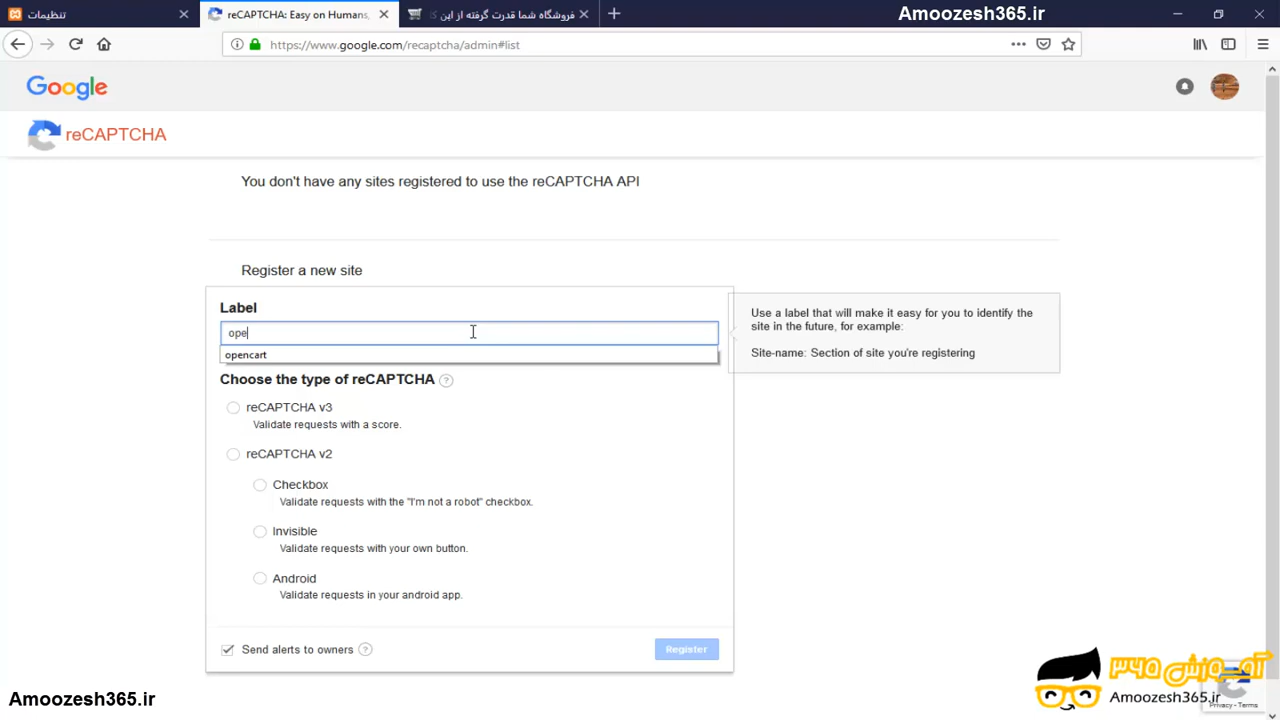 تنظیمات
reCAPTCHA: Easy on Humans,
فروشگاه شما قدرت گرفته از این
Amoozesh365.ir
https://www.google.com/recaptcha/admin#list
Google
reCAPTCHA
You don't have any sites registered to use the reCAPTCHA API
Register a new site
Label
ope
opencart
Use a label that will make it easy for you to identify the
site in the future, for example:
Site-name: Section of site you're registering
Choose the type of reCAPTCHA ?
reCAPTCHA v3
Validate requests with a score.
reCAPTCHA v2
Checkbox
Validate requests with the "I'm not a robot" checkbox.
Invisible
Validate requests with your own button.
Android
Validate requests in your android app.
Send alerts to owners ?
Register
آموزش ۳۶۵
Amoozesh365.ir
Privacy - Terms
Amoozesh365.ir